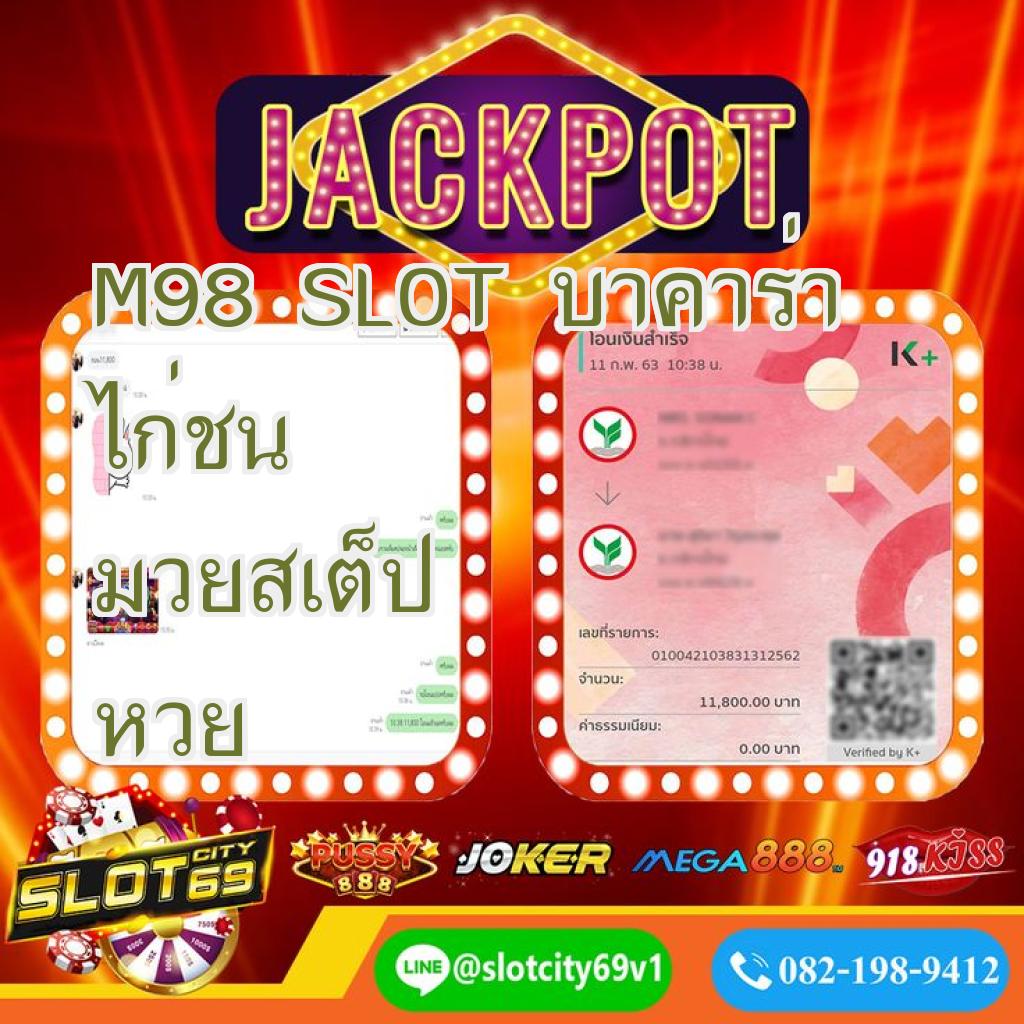 JACKPOT
M98 SLOT บาคาร่า
ไก่ชน
มวยสเต็ป
หวย
โอนเงินสำเร็จ
11 ก.พ. 63 10:38 น.
K+
เลขที่รายการ:
010042103831312562
จำนวน:
11,800.00 บาท
ค่าธรรมเนียม:
0.00 บาท
Verified by K+
SLOT CITY 69
PUSSY 888
JOKER
MEGA888
918KISS
LINE @slotcity69v1
082-198-9412